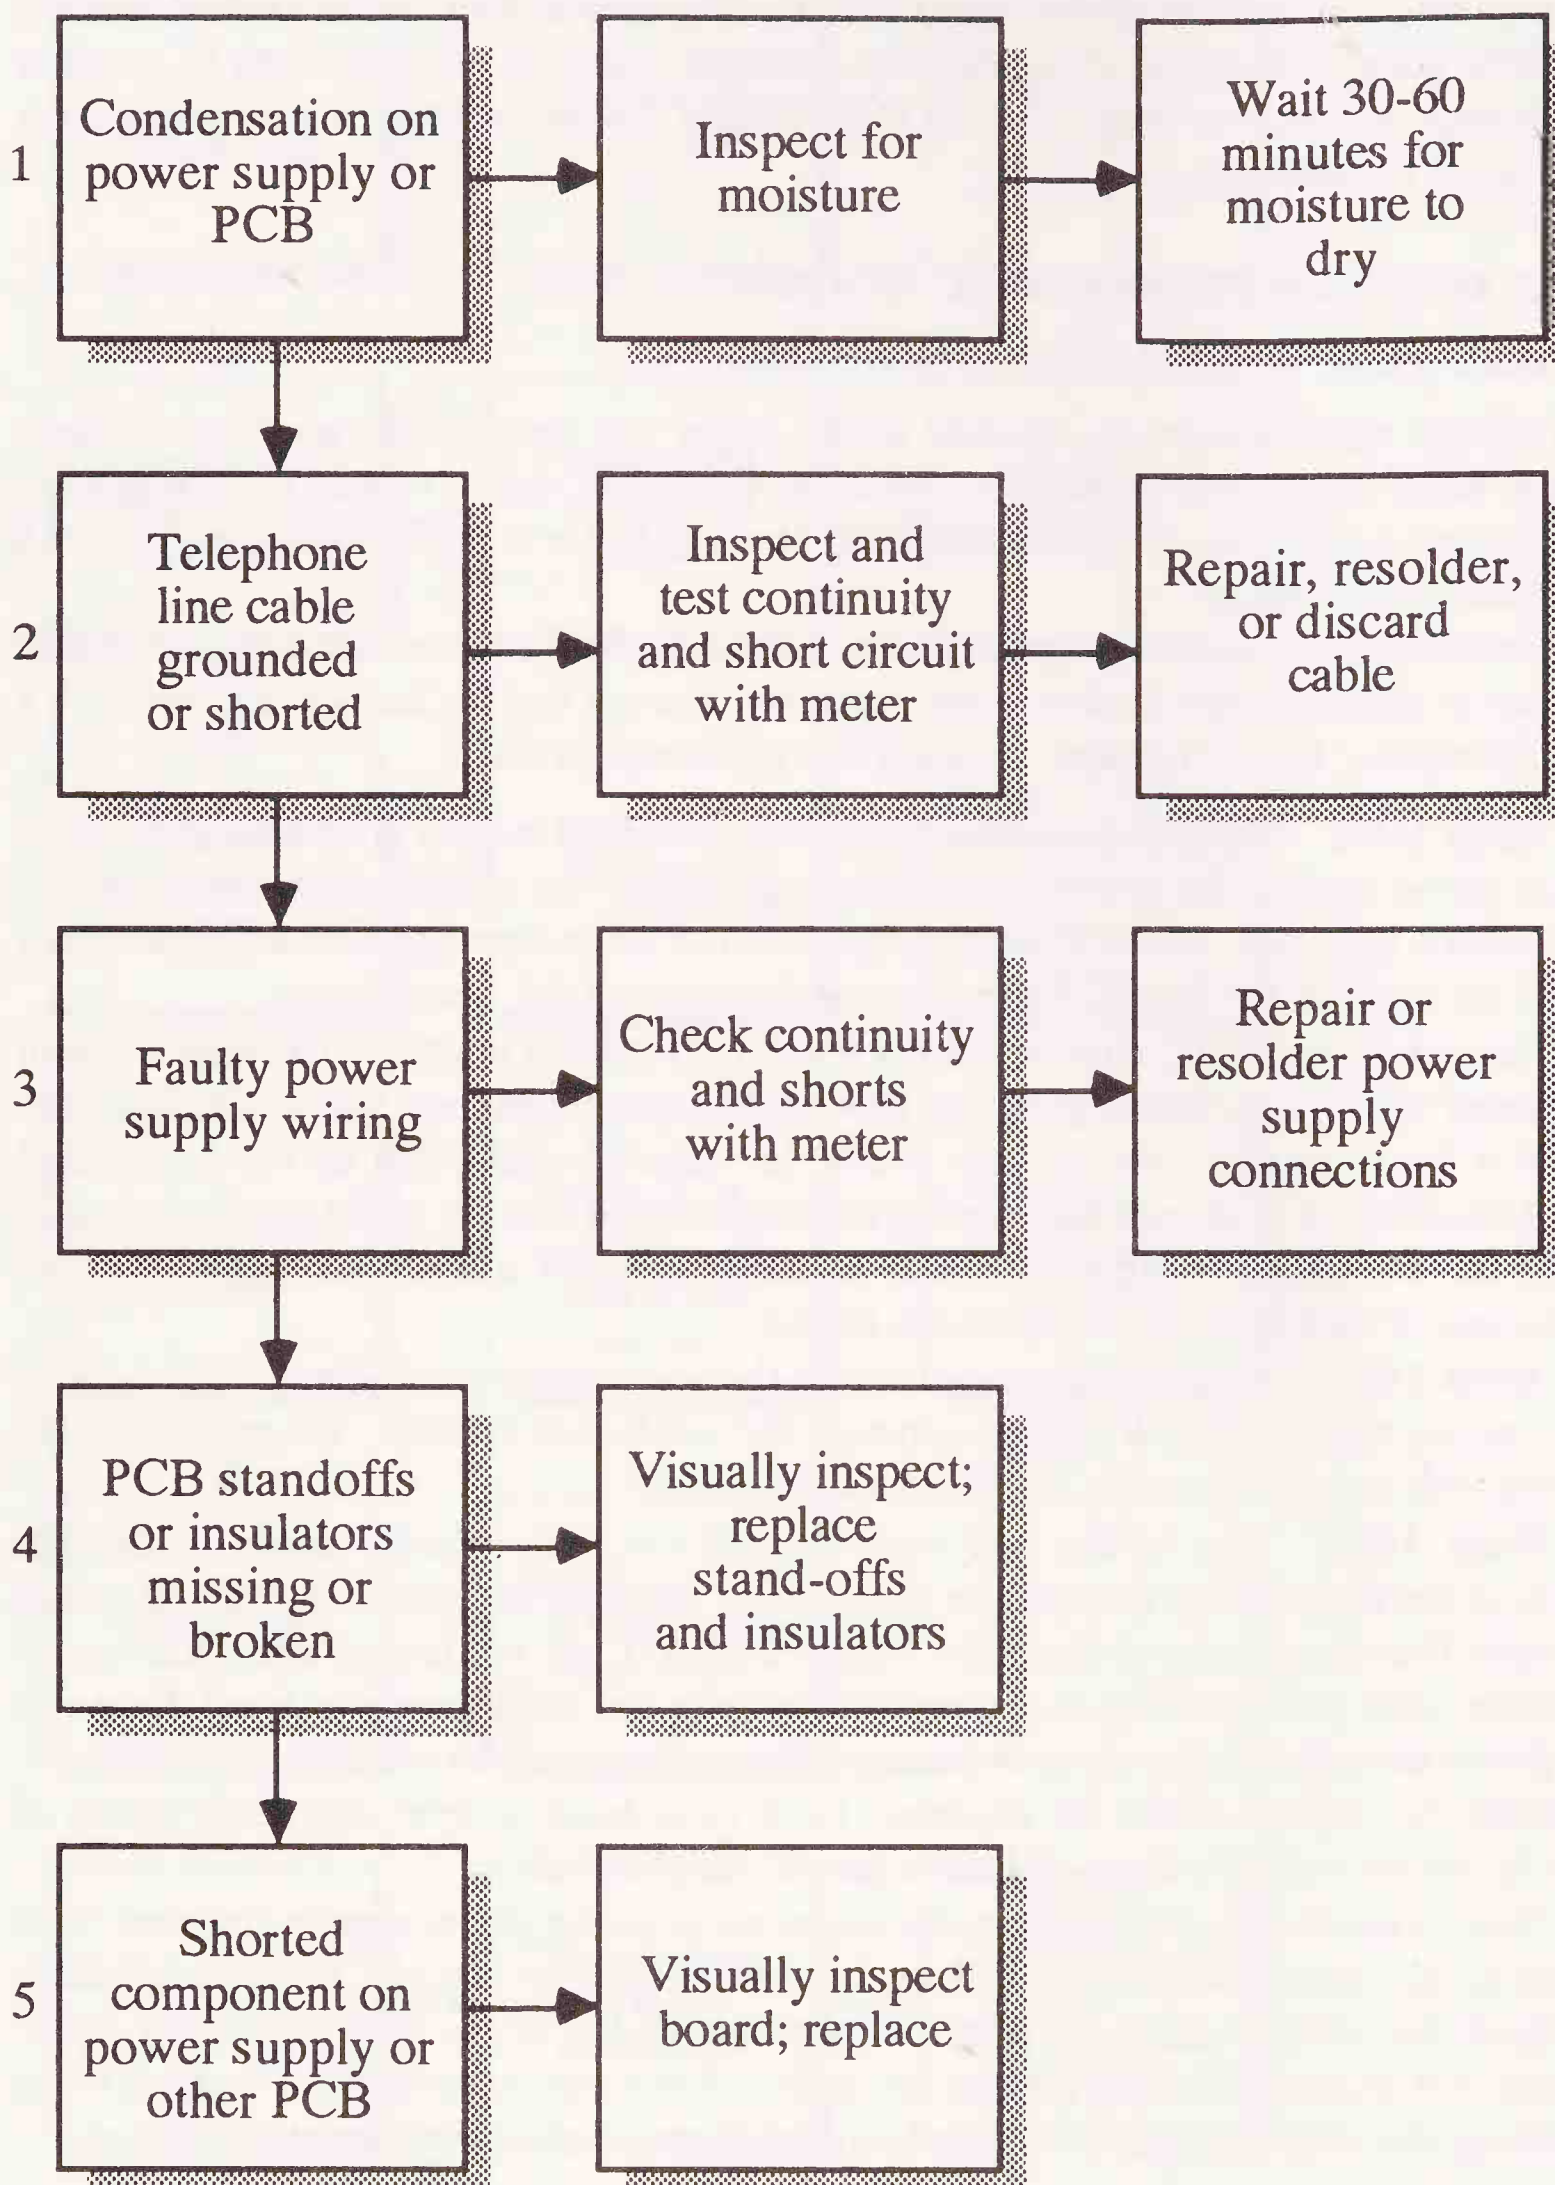 1
Condensation on
power supply or
PCB
Inspect for
moisture
Wait 30-60
minutes for
moisture to
dry
2
Telephone
line cable
grounded
or shorted
Inspect and
test continuity
and short circuit
with meter
Repair, resolder,
or discard
cable
3
Faulty power
supply wiring
Check continuity
and shorts
with meter
Repair or
resolder power
supply
connections
4
PCB standoffs
or insulators
missing or
broken
Visually inspect;
replace
stand-offs
and insulators
5
Shorted
component on
power supply or
other PCB
Visually inspect
board; replace